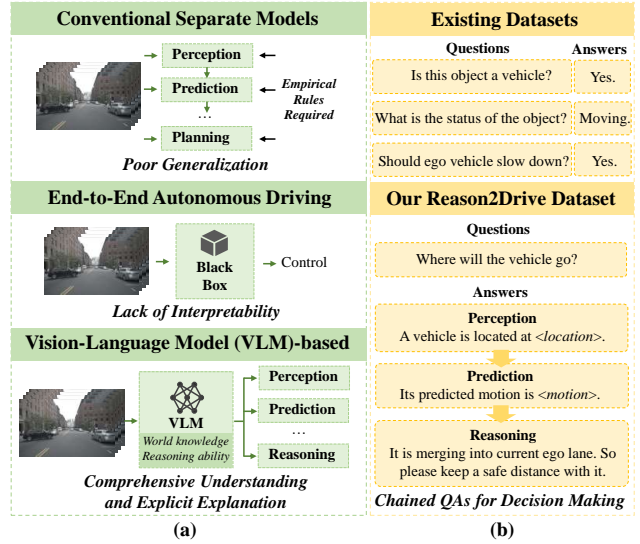 Conventional Separate Models
Perception
Prediction
...
Planning
Empirical
Rules
Required
Poor Generalization
End-to-End Autonomous Driving
Black
Box
Control
Lack of Interpretability
Vision-Language Model (VLM)-based
VLM
World knowledge
Reasoning ability
Perception
Prediction
...
Reasoning
Comprehensive Understanding
and Explicit Explanation
(a)
Existing Datasets
Questions Answers
Is this object a vehicle? Yes.
What is the status of the object? Moving.
Should ego vehicle slow down? Yes.
Our Reason2Drive Dataset
Questions
Where will the vehicle go?
Answers
Perception
A vehicle is located at <location>.
Prediction
Its predicted motion is <motion>.
Reasoning
It is merging into current ego lane. So
please keep a safe distance with it.
Chained QAs for Decision Making
(b)